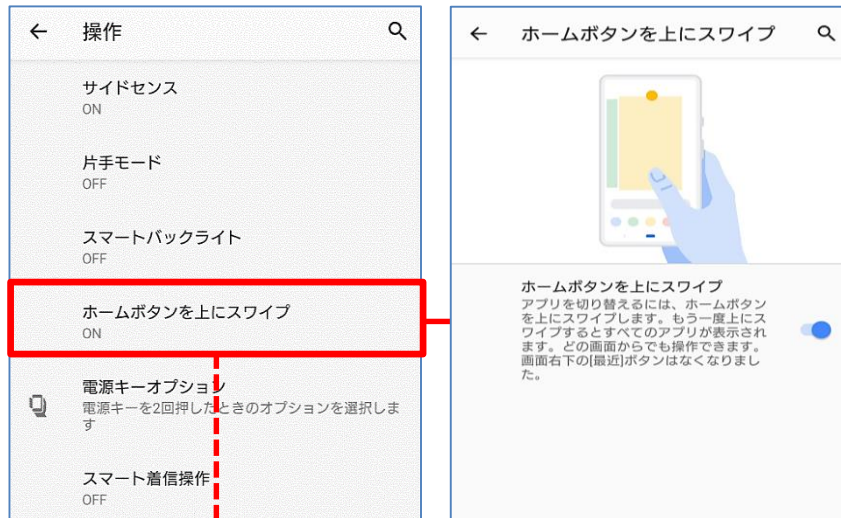 操作
サイドセンス
ON
片手モード
OFF
スマートバックライト
OFF
ホームボタンを上にスワイプ
ON
電源キーオプション
電源キーを2回押したときのオプションを選択しま
す
スマート着信操作
OFF
ホームボタンを上にスワイプ
ホームボタンを上にスワイプ
アプリを切り替えるには、ホームボタン
を上にスワイプします。もう一度上にス
ワイプするとすべてのアプリが表示され
ます。どの画面からでも操作できます。
画面右下の[最近]ボタンはなくなりまし
た。